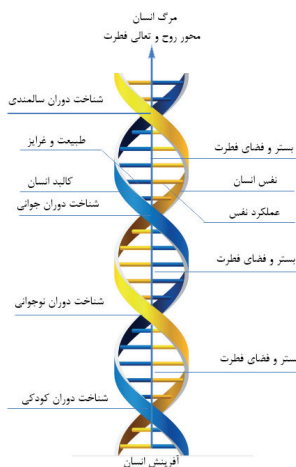 مرگ انسان
محور روح و تعالی فطرت
شناخت دوران سالمندی
طبیعت و غرایز
بستر و فضای فطرت
کالبد انسان
نفس انسان
شناخت دوران جوانی
عملکرد نفس
بستر و فضای فطرت
شناخت دوران نوجوانی
بستر و فضای فطرت
شناخت دوران کودکی
آفرینش انسان